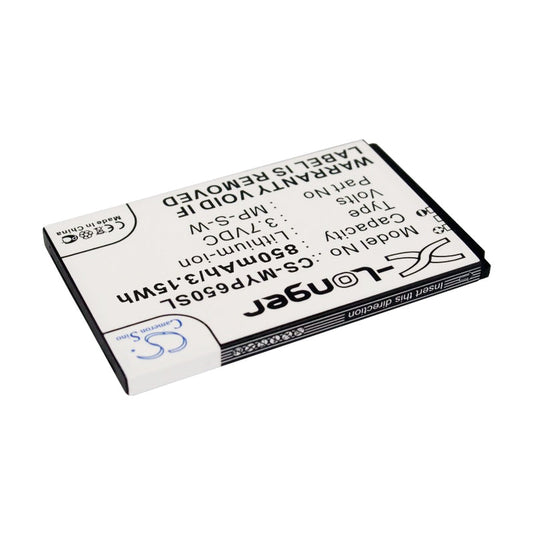 X-Longer
Model No CS-MYP650SL
Capacity 850mAh/3.15Wh
Type Lithium-ion
Volts 3.7VDC
Part No MP-S-W
WARRANTY VOID IF
LABEL IS REMOVED
Insert this direction
CS
Cameron Sino
Made in China